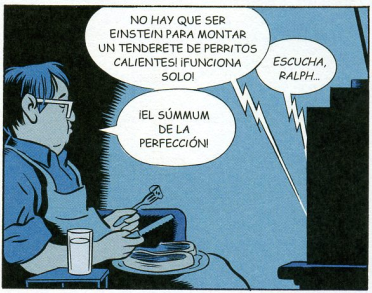 NO HAY QUE SER
EINSTEIN PARA MONTAR
UN TENDERETE DE PERRITOS
CALIENTES! ¡FUNCIONA
SOLO!
ESCUCHA,
RALPH...
¡EL SÚMMUM
DE LA
PERFECCIÓN!